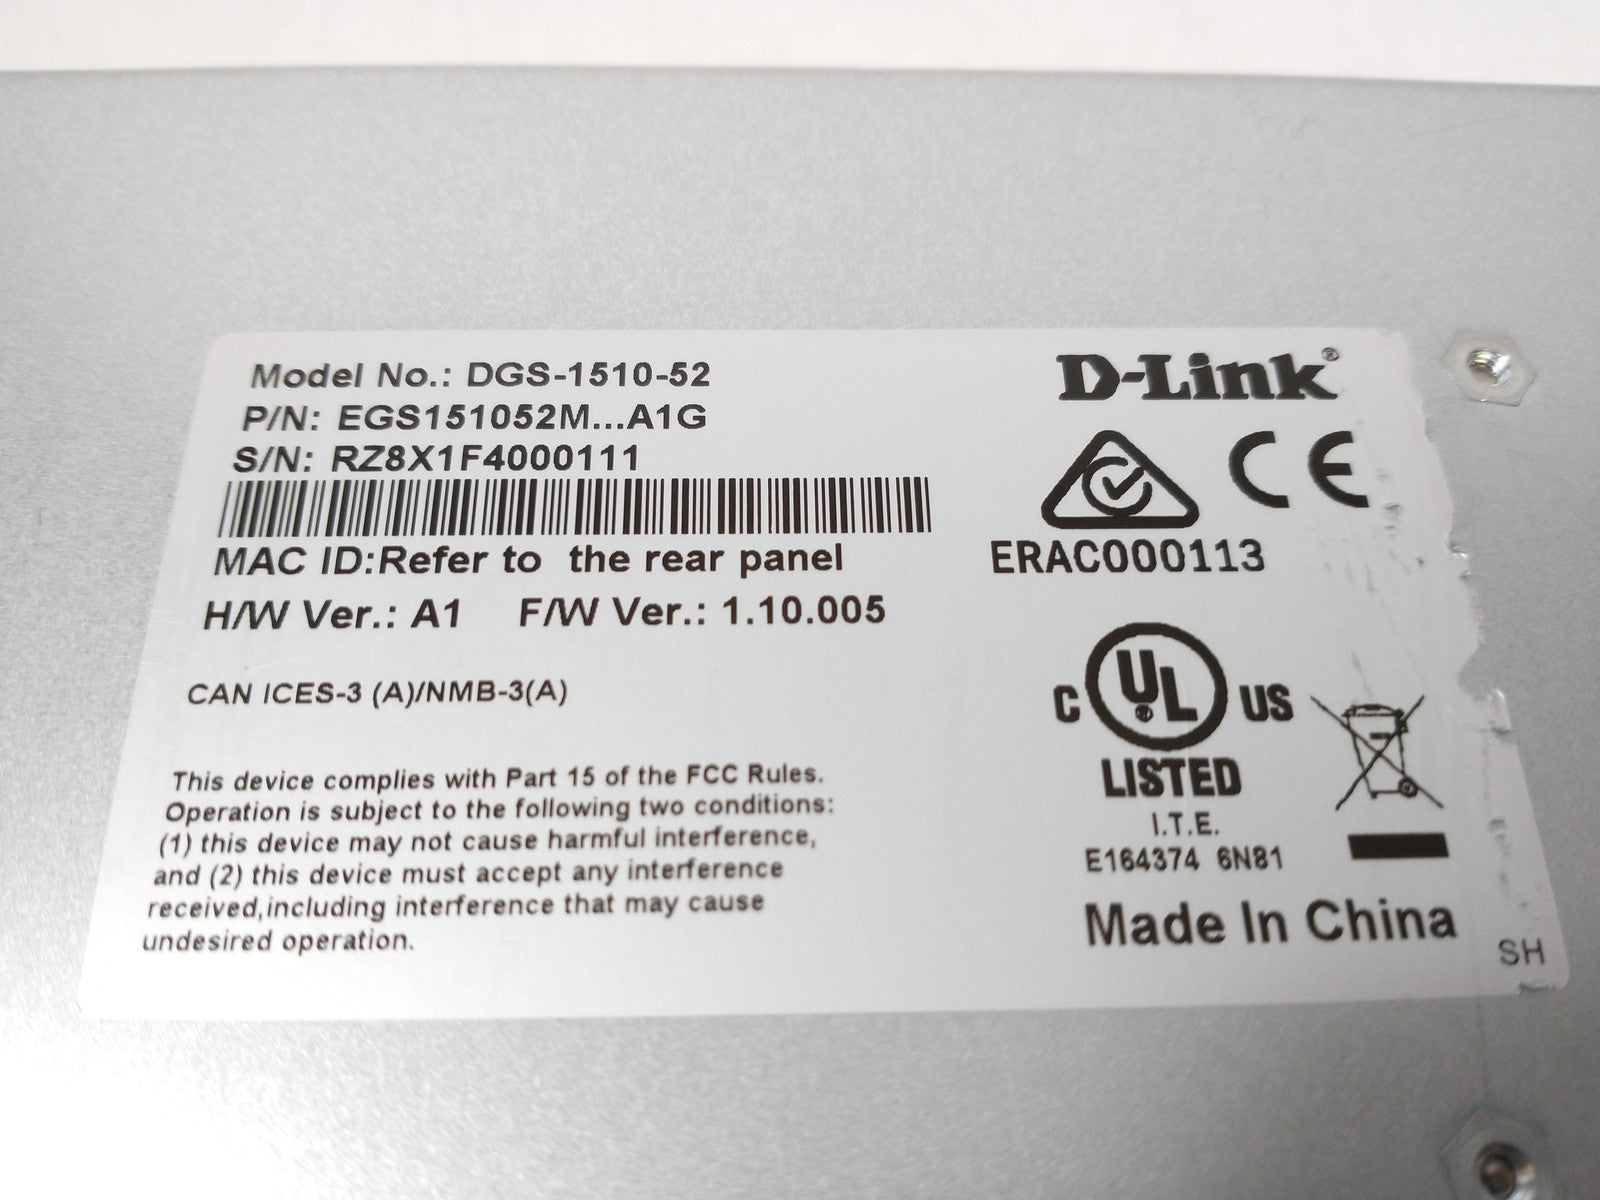 Model No.: DGS-1510-52
P/N: EGS151052M...A1G
S/N: RZ8X1F4000111
MAC ID:Refer to the rear panel
H/W Ver.: A1 F/W Ver.: 1.10.005
CAN ICES-3 (A)/NMB-3(A)
This device complies with Part 15 of the FCC Rules.
Operation is subject to the following two conditions:
(1) this device may not cause harmful interference,
and (2) this device must accept any interference
received,including interference that may cause
undesired operation.
D-Link®
CE
ERAC000113
C UL® US
LISTED
I.T.E.
E164374 6N81
Made In China
SH